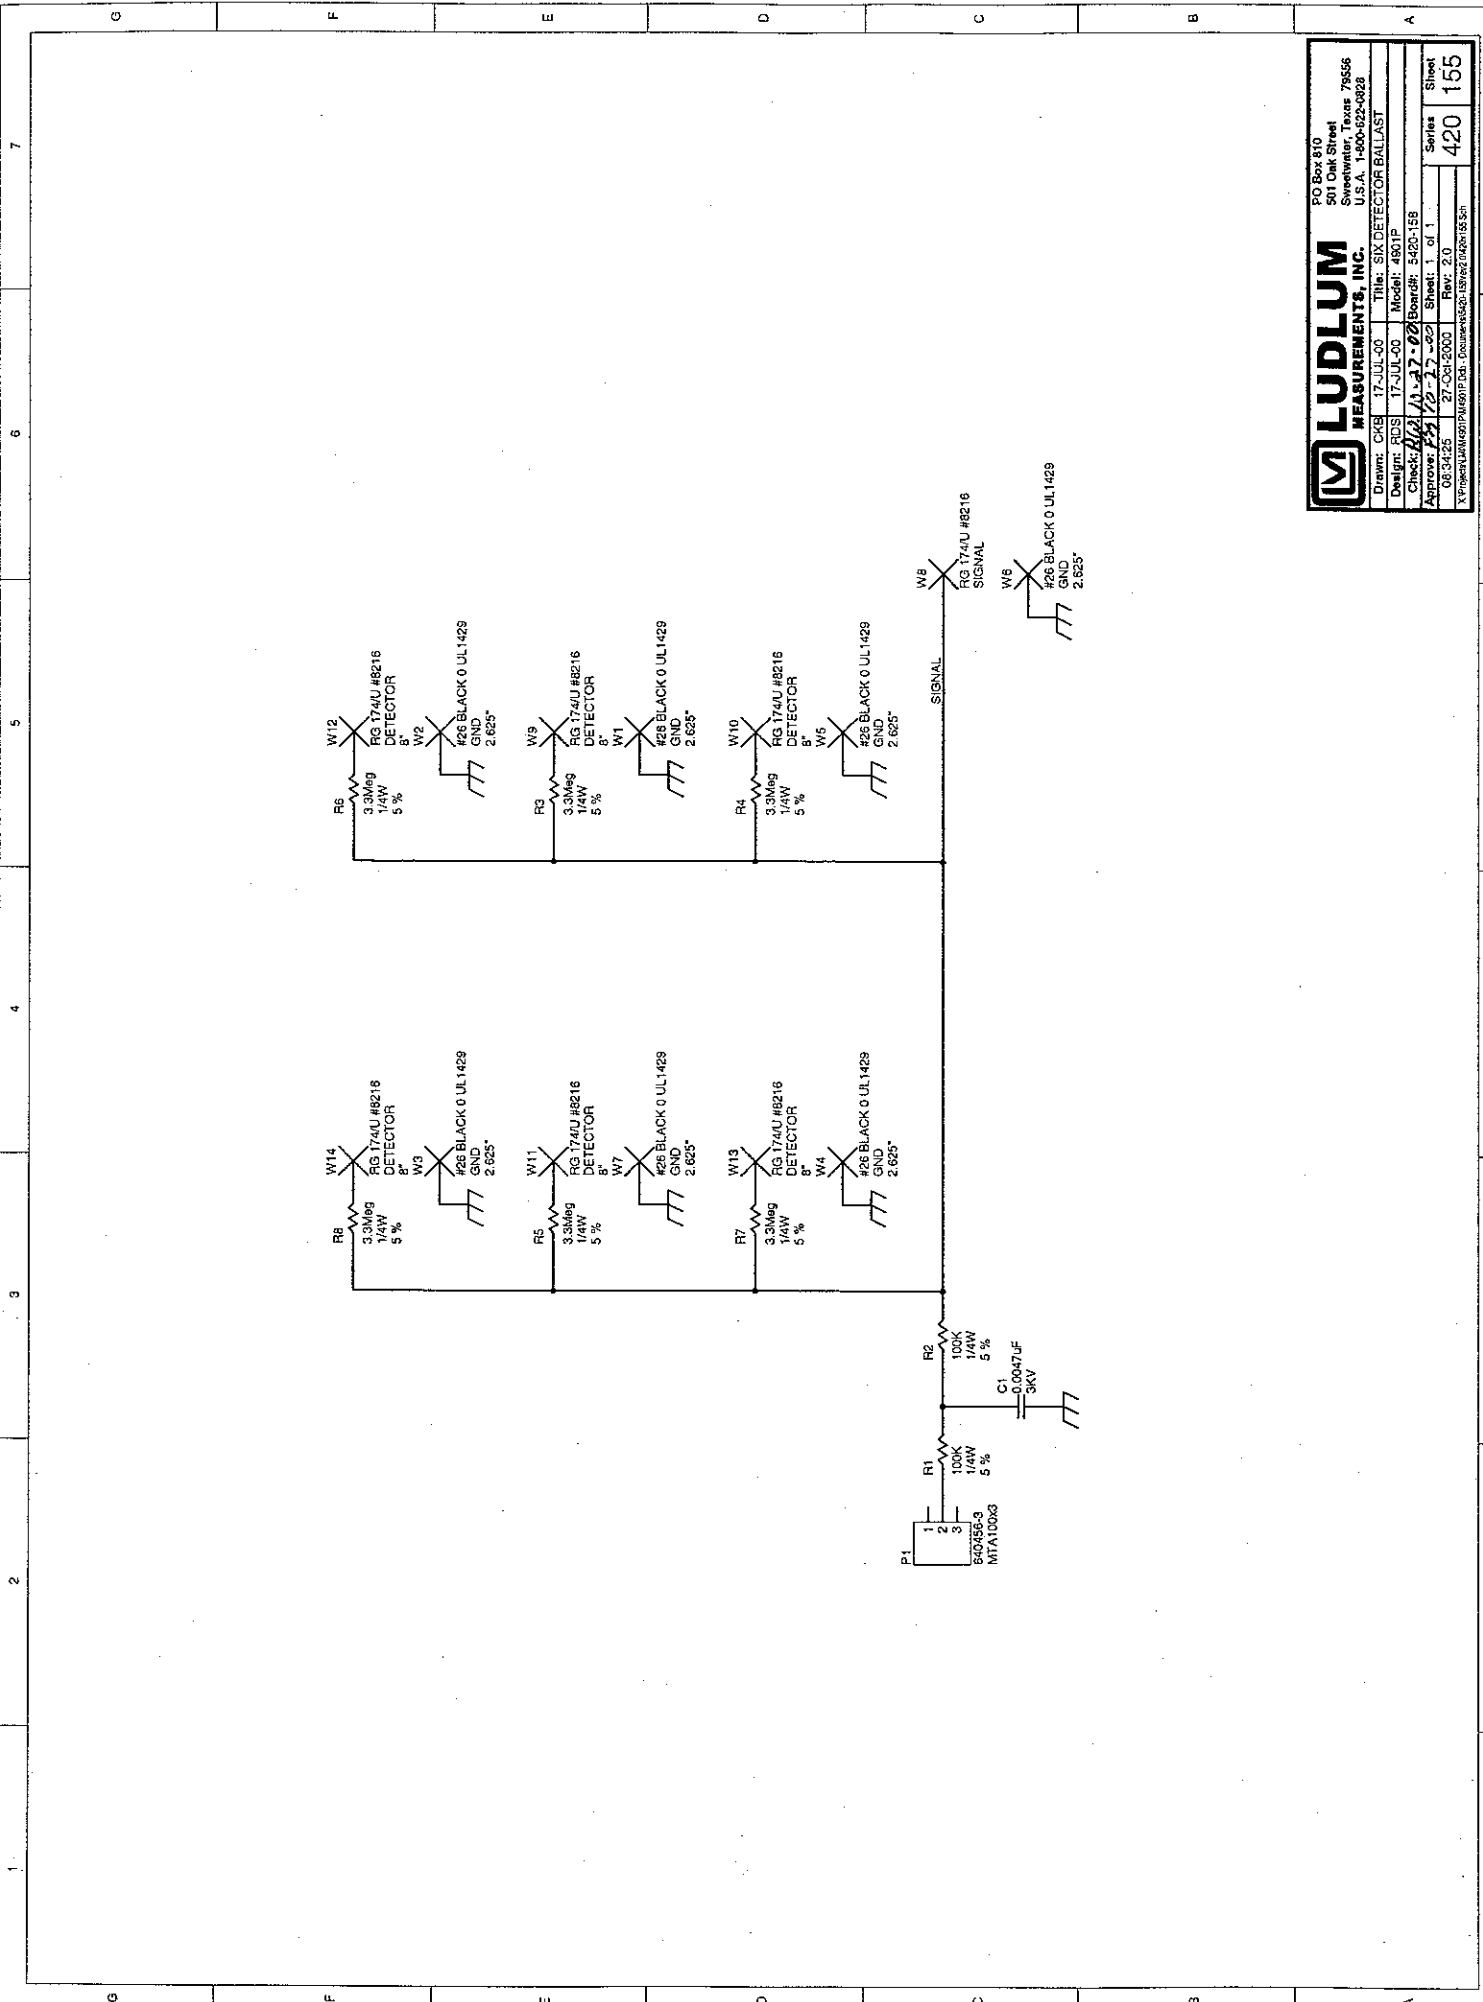 G
F
E
D
C
B
A
7
6
5
4
3
2
1
W12
RG 174/U #8216
DETECTOR
8"
R6
3.3Meg
1/4W
5 %
W2
#26 BLACK 0 UL1429
GND
2.625"
W9
RG 174/U #8216
DETECTOR
8"
R3
3.3Meg
1/4W
5 %
W1
#26 BLACK 0 UL1429
GND
2.625"
W10
RG 174/U #8216
DETECTOR
8"
R4
3.3Meg
1/4W
5 %
W5
#26 BLACK 0 UL1429
GND
2.625"
W8
RG 174/U #8216
SIGNAL
SIGNAL
W6
#26 BLACK 0 UL1429
GND
2.625"
W14
RG 174/U #8216
DETECTOR
8"
R8
3.3Meg
1/4W
5 %
W3
#26 BLACK 0 UL1429
GND
2.625"
W11
RG 174/U #8216
DETECTOR
8"
R5
3.3Meg
1/4W
5 %
W7
#26 BLACK 0 UL1429
GND
2.625"
W13
RG 174/U #8216
DETECTOR
8"
R7
3.3Meg
1/4W
5 %
W4
#26 BLACK 0 UL1429
GND
2.625"
R2
100K
1/4W
5 %
C1
0.0047uF
3KV
R1
100K
1/4W
5 %
P1
1
2
3
640456-3
MTA100x3
LUDLUM
MEASUREMENTS, INC.
PO Box 810
501 Oak Street
Sweetwater, Texas 79556
U.S.A. 1-800-622-0828
Drawn: CKB 17-JUL-00 Title: SIX DETECTOR BALLAST
Design: RDS 17-JUL-00 Model: 4901P
Check: 10-27-00 Board#: 5420-158
Approve: 10-27-00 Sheet: 1 of 1
08:34:25 27-Oct-2000 Rev: 2.0
Series 420
Sheet 155
G
F
E
D
C
B
A